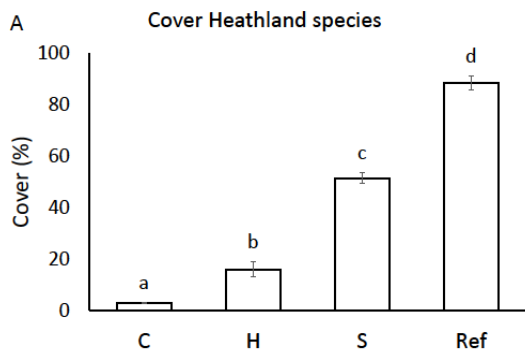 A
Cover Heathland species
Cover (%)
100
80
60
40
20
0
a
b
c
d
C H S Ref